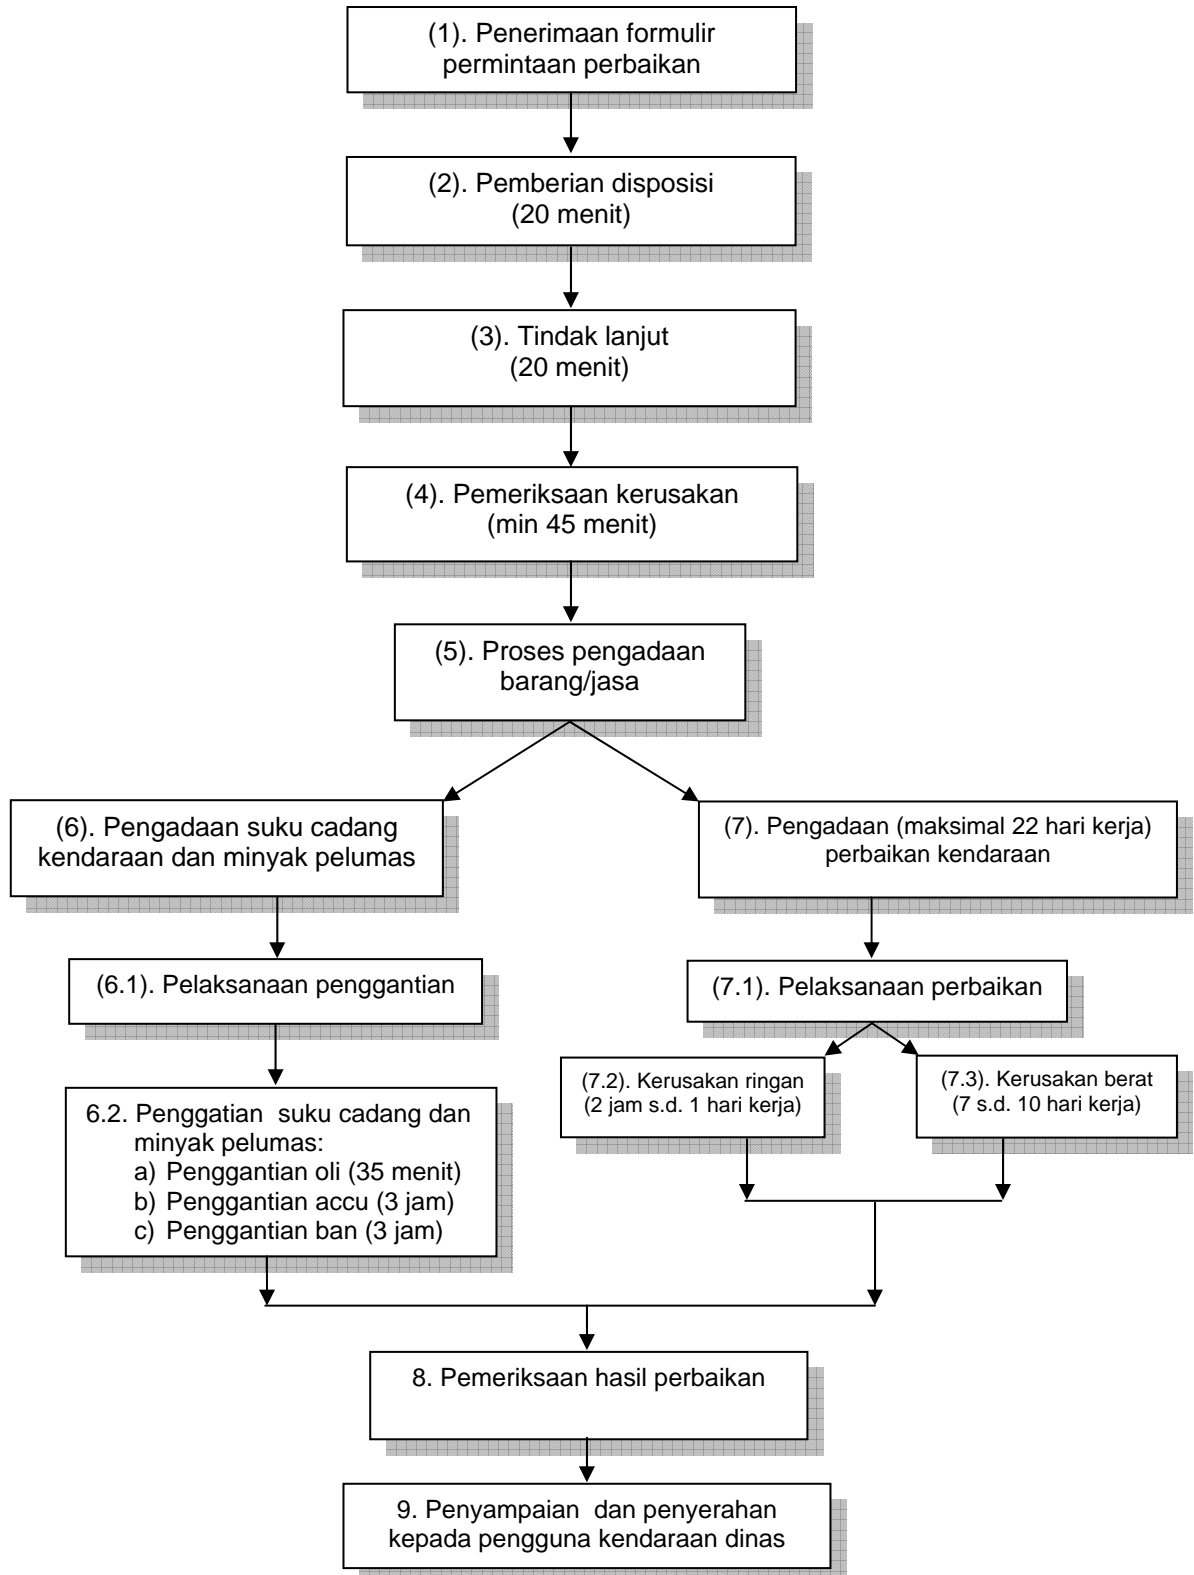 (1). Penerimaan formulir
permintaan perbaikan
(2). Pemberian disposisi
(20 menit)
(3). Tindak lanjut
(20 menit)
(4). Pemeriksaan kerusakan
(min 45 menit)
(5). Proses pengadaan
barang/jasa
(6). Pengadaan suku cadang
kendaraan dan minyak pelumas
(7). Pengadaan (maksimal 22 hari kerja)
perbaikan kendaraan
(6.1). Pelaksanaan penggantian
(7.1). Pelaksanaan perbaikan
6.2. Penggatian suku cadang dan
minyak pelumas:
a) Penggantian oli (35 menit)
b) Penggantian accu (3 jam)
c) Penggantian ban (3 jam)
(7.2). Kerusakan ringan
(2 jam s.d. 1 hari kerja)
(7.3). Kerusakan berat
(7 s.d. 10 hari kerja)
8. Pemeriksaan hasil perbaikan
9. Penyampaian dan penyerahan
kepada pengguna kendaraan dinas